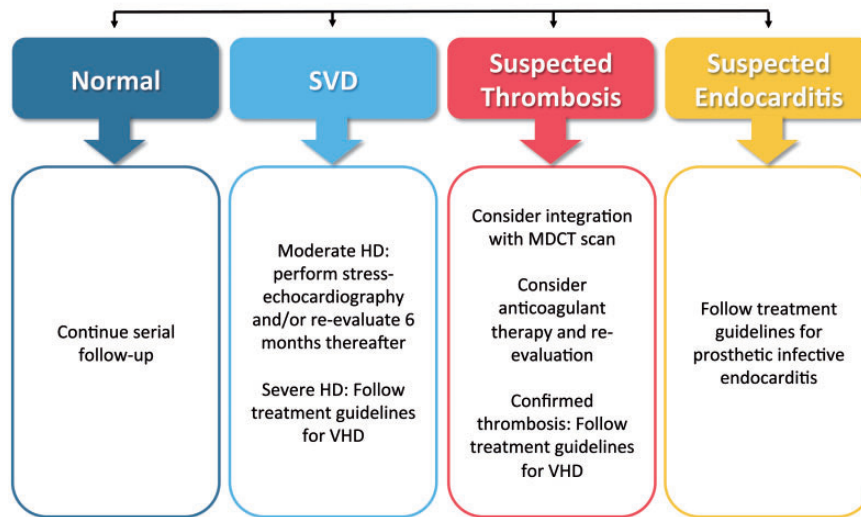 Normal
SVD
Suspected
Thrombosis
Suspected
Endocarditis
Continue serial
follow-up
Moderate HD:
perform stress-
echocardiography
and/or re-evaluate 6
months thereafter
Severe HD: Follow
treatment guidelines
for VHD
Consider integration
with MDCT scan
Consider
anticoagulant
therapy and re-
evaluation
Confirmed
thrombosis: Follow
treatment guidelines
for VHD
Follow treatment
guidelines for
prosthetic infective
endocarditis